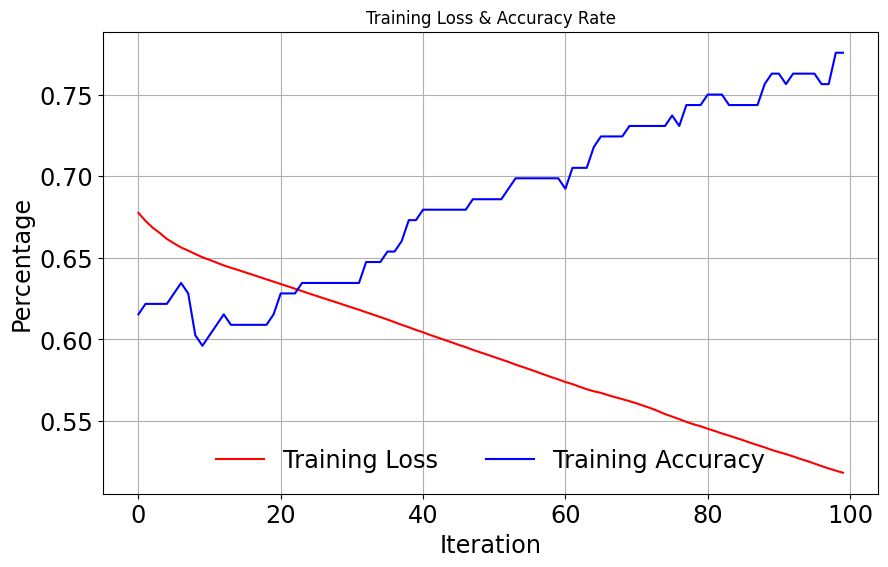 Training Loss & Accuracy Rate
Percentage
0.75
0.70
0.65
0.60
0.55
Training Loss
Training Accuracy
0
20
40
60
80
100
Iteration